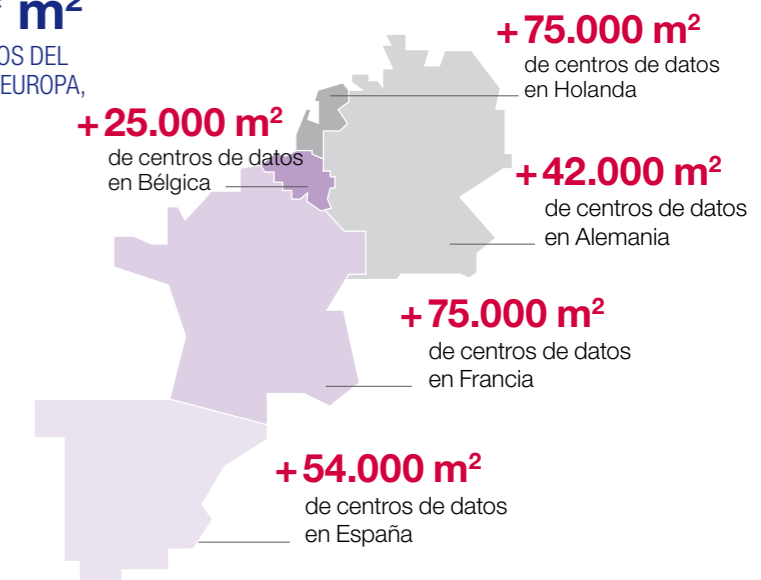 m²
OS DEL
EUROPA,
+75.000 m²
de centros de datos
en Holanda
+25.000 m²
de centros de datos
en Bélgica
+42.000 m²
de centros de datos
en Alemania
+75.000 m²
de centros de datos
en Francia
+54.000 m²
de centros de datos
en España